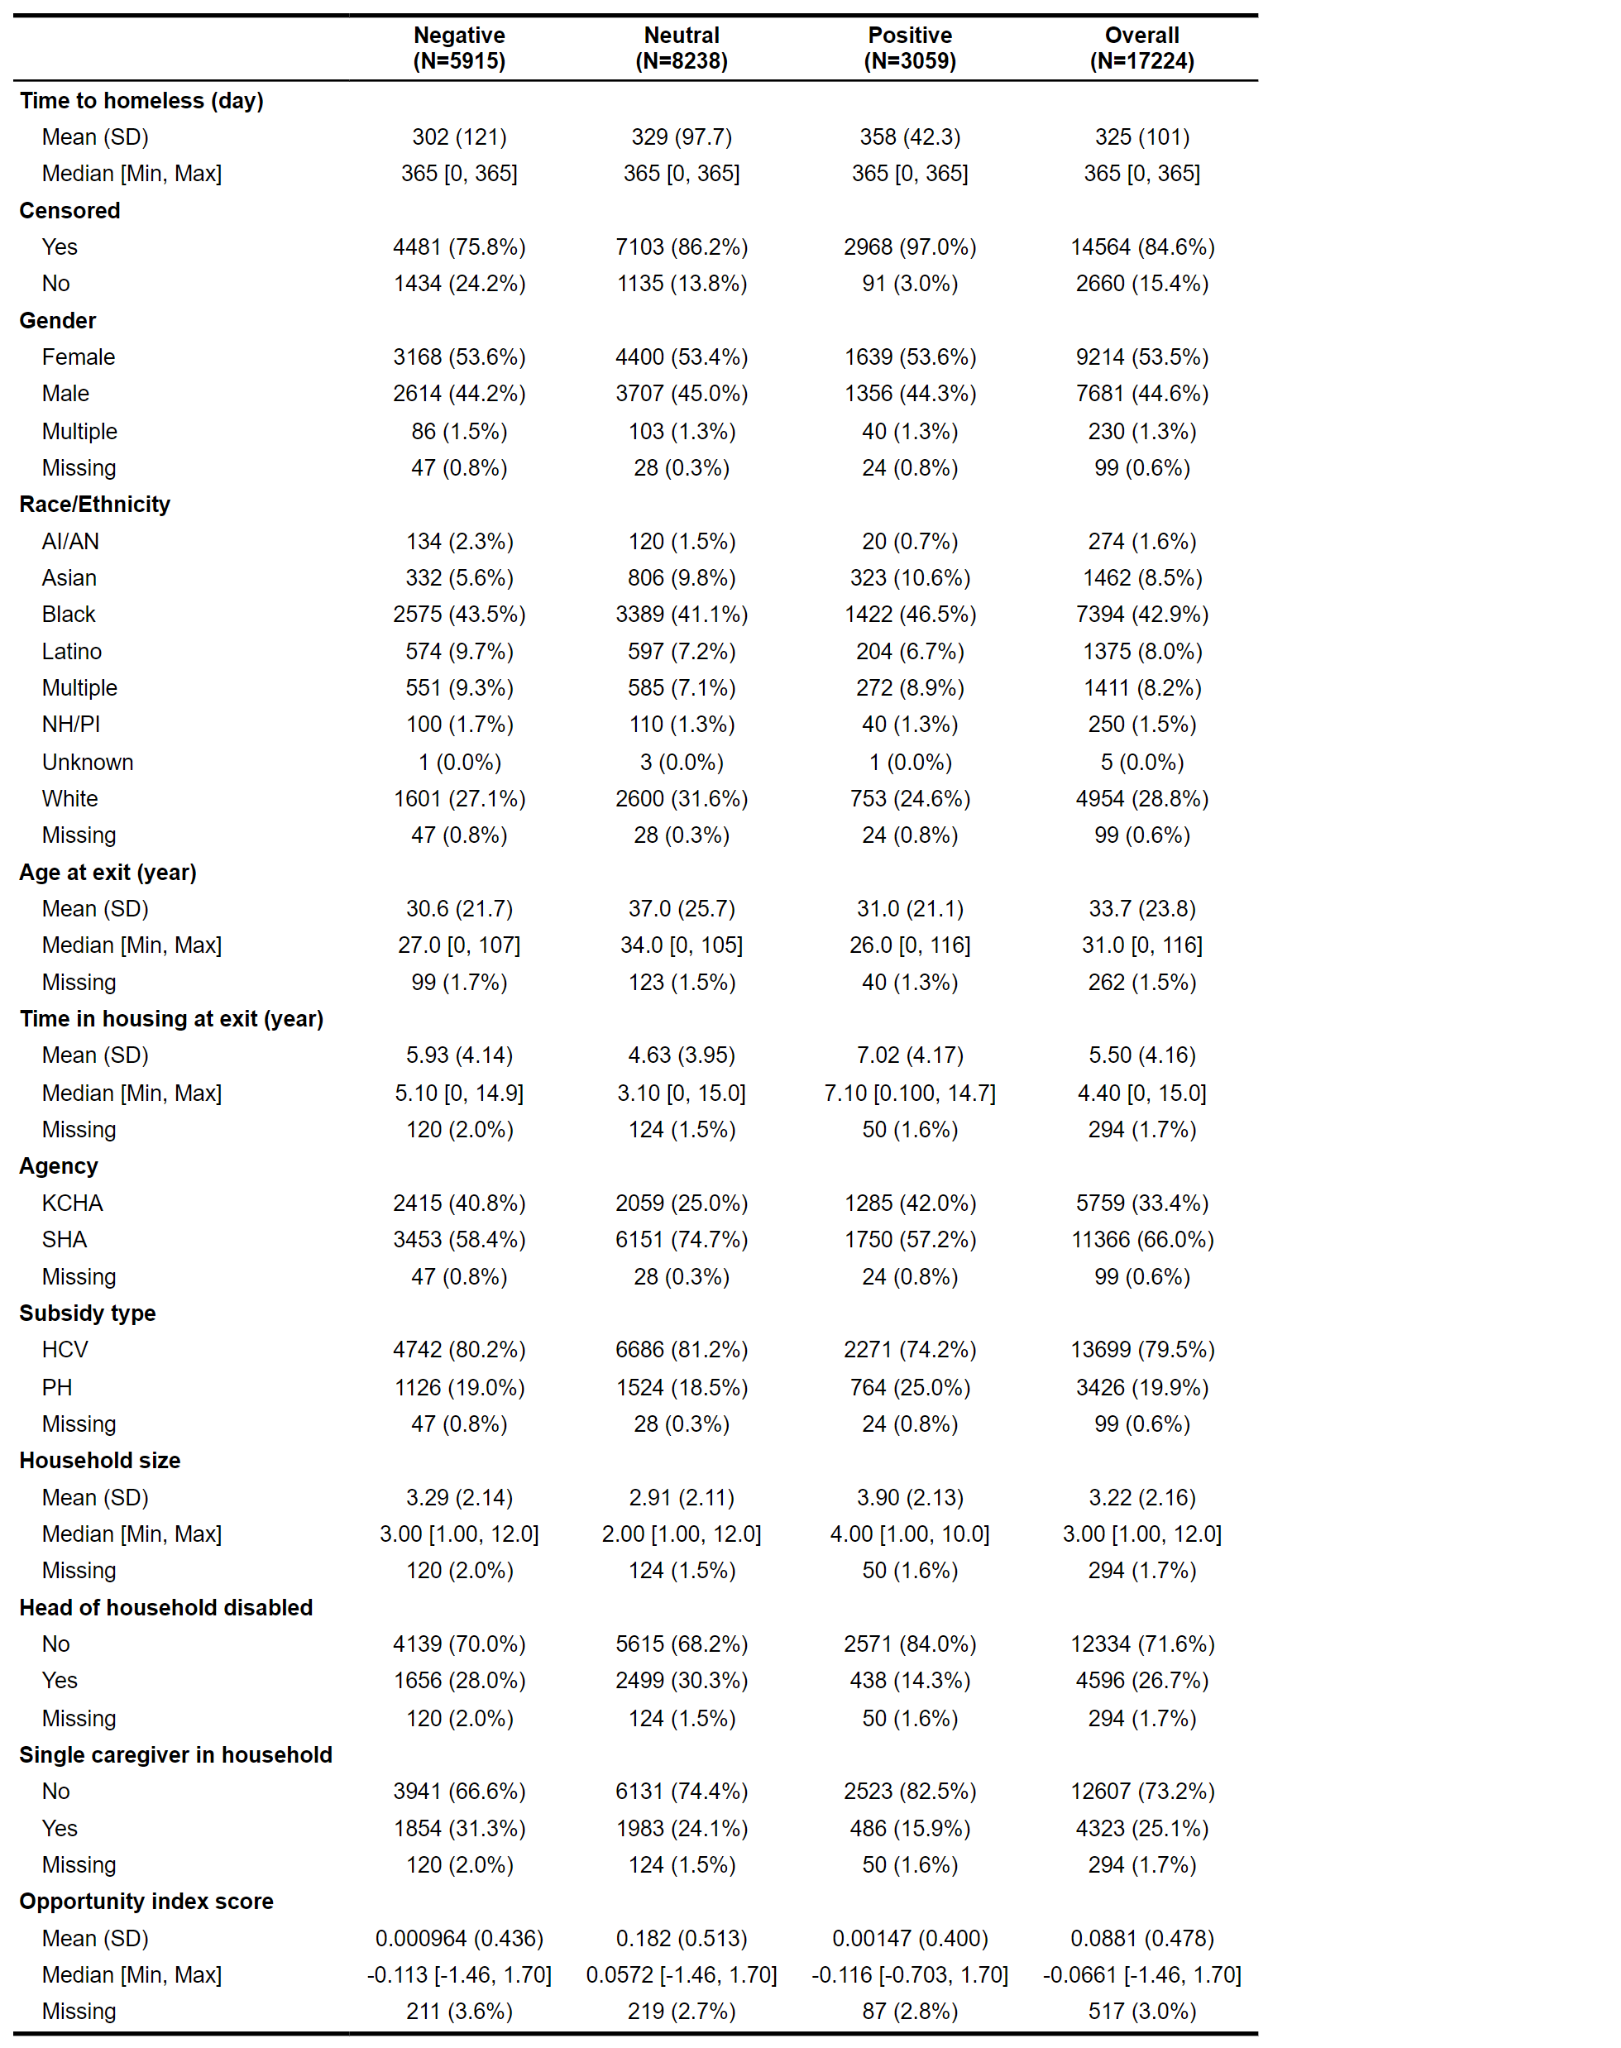 Negative Neutral Positive Overall
(N=5915) (N=8238) (N=3059) (N=17224)
Time to homeless (day)
Mean (SD) 302 (121) 329 (97.7) 358 (42.3) 325 (101)
Median [Min, Max] 365 [0, 365] 365 [0, 365] 365 [0, 365] 365 [0, 365]
Censored
Yes 4481 (75.8%) 7103 (86.2%) 2968 (97.0%) 14564 (84.6%)
No 1434 (24.2%) 1135 (13.8%) 91 (3.0%) 2660 (15.4%)
Gender
Female 3168 (53.6%) 4400 (53.4%) 1639 (53.6%) 9214 (53.5%)
Male 2614 (44.2%) 3707 (45.0%) 1356 (44.3%) 7681 (44.6%)
Multiple 86 (1.5%) 103 (1.3%) 40 (1.3%) 230 (1.3%)
Missing 47 (0.8%) 28 (0.3%) 24 (0.8%) 99 (0.6%)
Race/Ethnicity
AI/AN 134 (2.3%) 120 (1.5%) 20 (0.7%) 274 (1.6%)
Asian 332 (5.6%) 806 (9.8%) 323 (10.6%) 1462 (8.5%)
Black 2575 (43.5%) 3389 (41.1%) 1422 (46.5%) 7394 (42.9%)
Latino 574 (9.7%) 597 (7.2%) 204 (6.7%) 1375 (8.0%)
Multiple 551 (9.3%) 585 (7.1%) 272 (8.9%) 1411 (8.2%)
NH/PI 100 (1.7%) 110 (1.3%) 40 (1.3%) 250 (1.5%)
Unknown 1 (0.0%) 3 (0.0%) 1 (0.0%) 5 (0.0%)
White 1601 (27.1%) 2600 (31.6%) 753 (24.6%) 4954 (28.8%)
Missing 47 (0.8%) 28 (0.3%) 24 (0.8%) 99 (0.6%)
Age at exit (year)
Mean (SD) 30.6 (21.7) 37.0 (25.7) 31.0 (21.1) 33.7 (23.8)
Median [Min, Max] 27.0 [0, 107] 34.0 [0, 105] 26.0 [0, 116] 31.0 [0, 116]
Missing 99 (1.7%) 123 (1.5%) 40 (1.3%) 262 (1.5%)
Time in housing at exit (year)
Mean (SD) 5.93 (4.14) 4.63 (3.95) 7.02 (4.17) 5.50 (4.16)
Median [Min, Max] 5.10 [0, 14.9] 3.10 [0, 15.0] 7.10 [0.100, 14.7] 4.40 [0, 15.0]
Missing 120 (2.0%) 124 (1.5%) 50 (1.6%) 294 (1.7%)
Agency
KCHA 2415 (40.8%) 2059 (25.0%) 1285 (42.0%) 5759 (33.4%)
SHA 3453 (58.4%) 6151 (74.7%) 1750 (57.2%) 11366 (66.0%)
Missing 47 (0.8%) 28 (0.3%) 24 (0.8%) 99 (0.6%)
Subsidy type
HCV 4742 (80.2%) 6686 (81.2%) 2271 (74.2%) 13699 (79.5%)
PH 1126 (19.0%) 1524 (18.5%) 764 (25.0%) 3426 (19.9%)
Missing 47 (0.8%) 28 (0.3%) 24 (0.8%) 99 (0.6%)
Household size
Mean (SD) 3.29 (2.14) 2.91 (2.11) 3.90 (2.13) 3.22 (2.16)
Median [Min, Max] 3.00 [1.00, 12.0] 2.00 [1.00, 12.0] 4.00 [1.00, 10.0] 3.00 [1.00, 12.0]
Missing 120 (2.0%) 124 (1.5%) 50 (1.6%) 294 (1.7%)
Head of household disabled
No 4139 (70.0%) 5615 (68.2%) 2571 (84.0%) 12334 (71.6%)
Yes 1656 (28.0%) 2499 (30.3%) 438 (14.3%) 4596 (26.7%)
Missing 120 (2.0%) 124 (1.5%) 50 (1.6%) 294 (1.7%)
Single caregiver in household
No 3941 (66.6%) 6131 (74.4%) 2523 (82.5%) 12607 (73.2%)
Yes 1854 (31.3%) 1983 (24.1%) 486 (15.9%) 4323 (25.1%)
Missing 120 (2.0%) 124 (1.5%) 50 (1.6%) 294 (1.7%)
Opportunity index score
Mean (SD) 0.000964 (0.436) 0.182 (0.513) 0.00147 (0.400) 0.0881 (0.478)
Median [Min, Max] -0.113 [-1.46, 1.70] 0.0572 [-1.46, 1.70] -0.116 [-0.703, 1.70] -0.0661 [-1.46, 1.70]
Missing 211 (3.6%) 219 (2.7%) 87 (2.8%) 517 (3.0%)